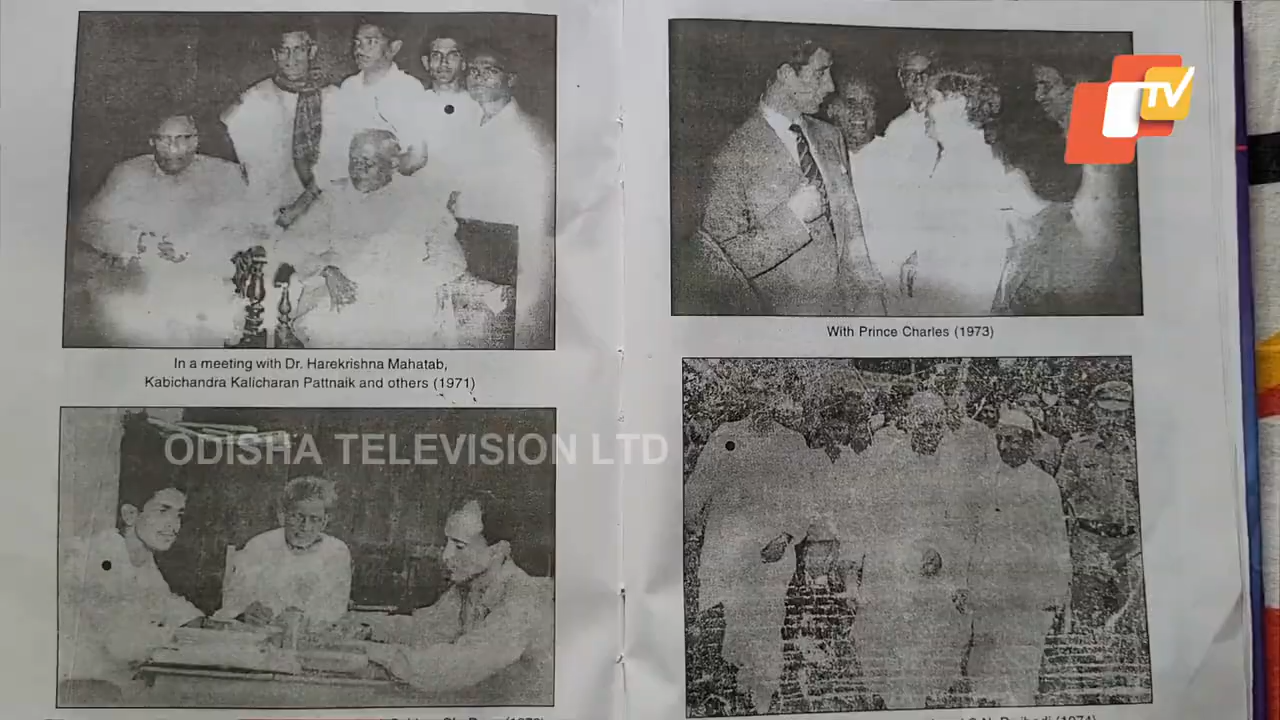 In a meeting with Dr. Harekrishna Mahatab,
Kabichandra Kalicharan Pattnaik and others (1971)
With Prince Charles (1973)
TV
ODISHA TELEVISION LTD